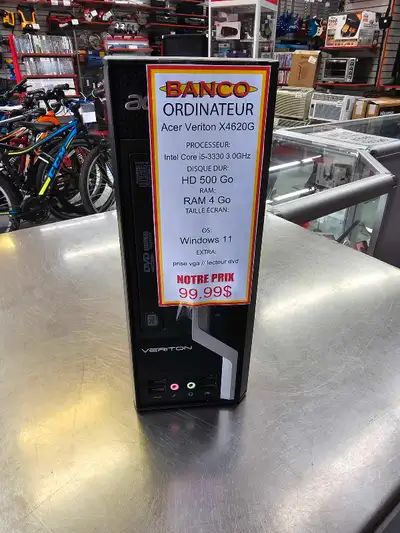 BANCO
ORDINATEUR
Acer Veriton X4620G
PROCESSEUR:
Intel Core i5-3330 3.0GHz
DISQUE DUR:
HD 500 Go
RAM:
RAM 4 Go
TAILLE ÉCRAN:
OS:
Windows 11
EXTRA:
prise vga // lecteur dvd
NOTRE PRIX
99.99$
VERITON